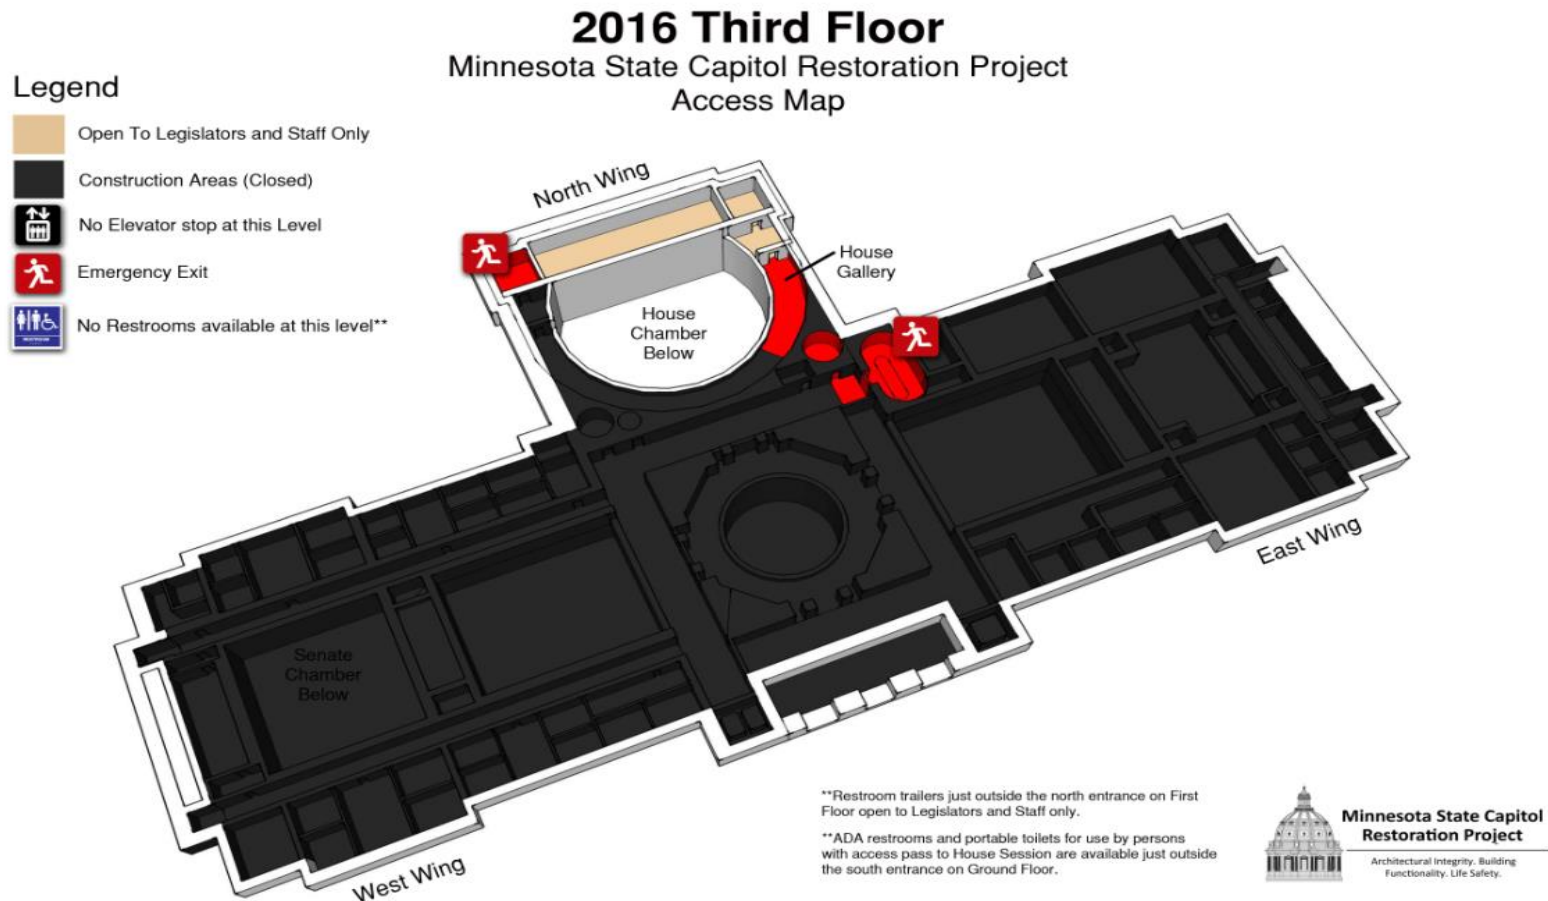 2016 Third Floor
Minnesota State Capitol Restoration Project
Access Map
Legend
Open To Legislators and Staff Only
Construction Areas (Closed)
No Elevator stop at this Level
Emergency Exit
No Restrooms available at this level**
North Wing
House
Gallery
House
Chamber
Below
Senate
Chamber
Below
East Wing
West Wing
**Restroom trailers just outside the north entrance on First
Floor open to Legislators and Staff only.
**ADA restrooms and portable toilets for use by persons
with access pass to House Session are available just outside
the south entrance on Ground Floor.
Minnesota State Capitol
Restoration Project
Architectural Integrity. Building
Functionality. Life Safety.